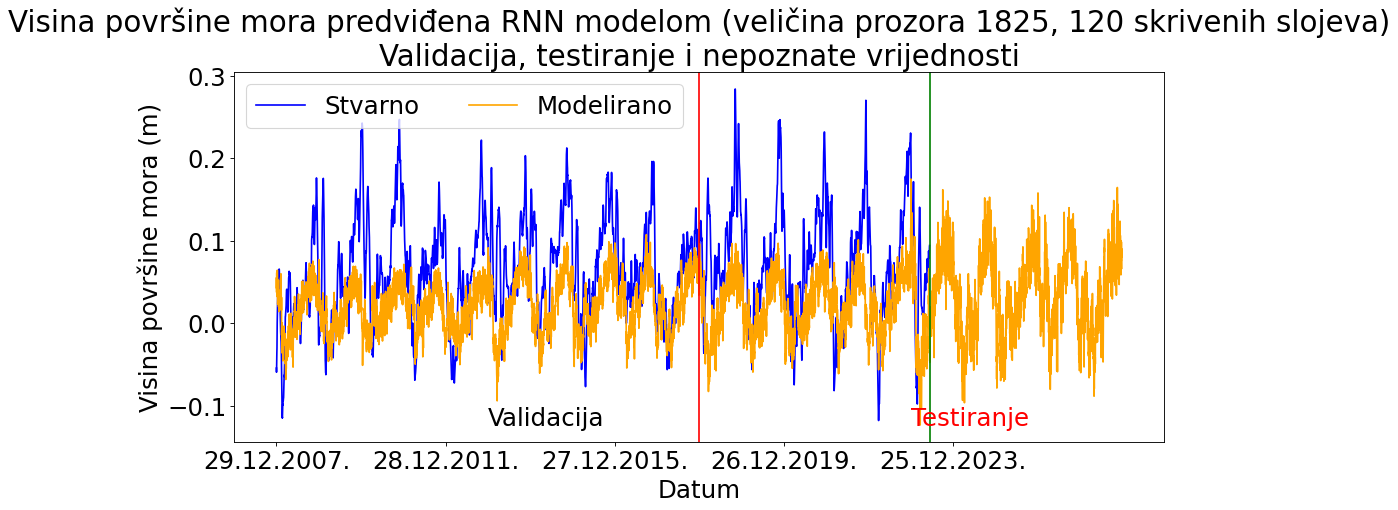 Visina površine mora predviđena RNN modelom (veličina prozora 1825, 120 skrivenih slojeva)
Validacija, testiranje i nepoznate vrijednosti
Visina površine mora (m)
0.3
0.2
0.1
0.0
−0.1
Stvarno
Modelirano
Validacija
Testiranje
29.12.2007.
28.12.2011.
27.12.2015.
26.12.2019.
25.12.2023.
Datum